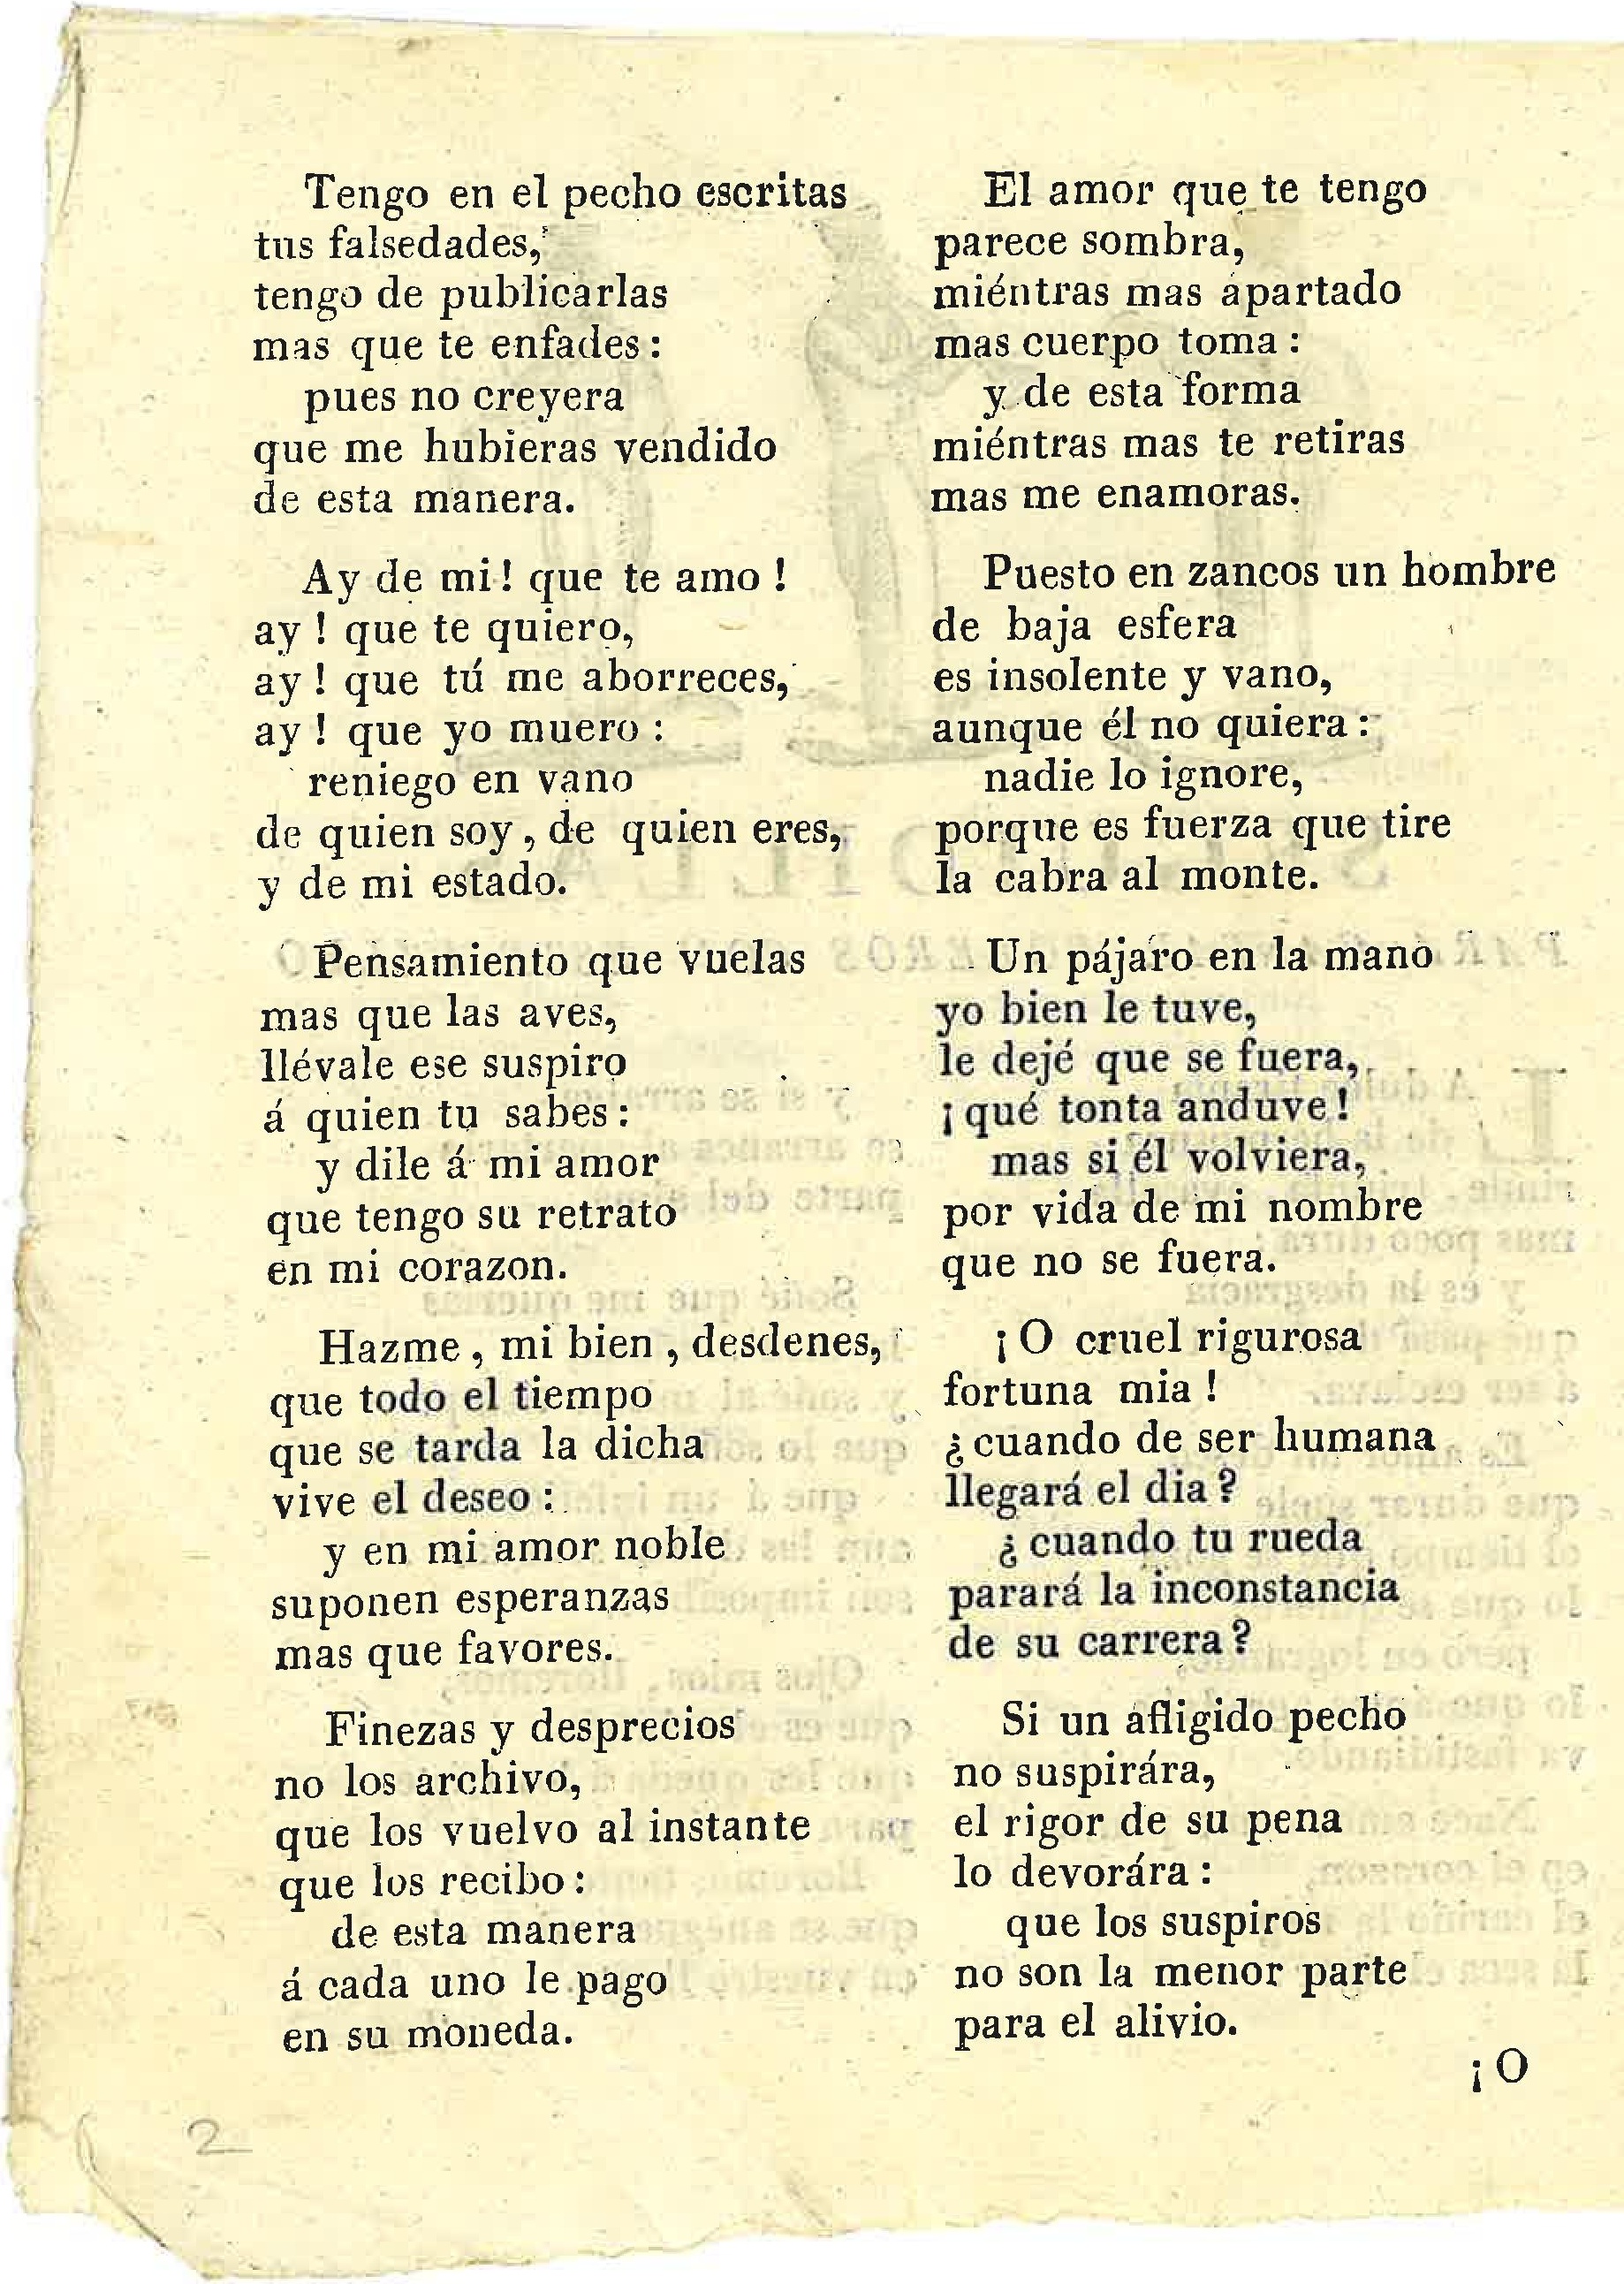 Tengo en el pecho escritas
tus falsedades,
tengo de publicarlas
mas que te enfades :
pues no creyera
que me hubieras vendido
de esta manera.
Ay de mi! que te amo !
ay ! que te quiero,
ay ! que tú me aborreces,
ay ! que yo muero :
reniego en vano
de quien soy , de quien eres,
y de mi estado.
Pensamiento que vuelas
mas que las aves,
llévale ese suspiro
á quien tu sabes :
y dile á mi amor
que tengo su retrato
en mi corazon.
Hazme , mi bien , desdenes,
que todo el tiempo
que se tarda la dicha
vive el deseo :
y en mi amor noble
suponen esperanzas
mas que favores.
Finezas y desprecios
no los archivo,
que los vuelvo al instante
que los recibo :
de esta manera
á cada uno le pago
en su moneda.
El amor que te tengo
parece sombra,
miéntras mas apartado
mas cuerpo toma :
y de esta forma
miéntras mas te retiras
mas me enamoras.
Puesto en zancos un hombre
de baja esfera
es insolente y vano,
aunque él no quiera :
nadie lo ignore,
porque es fuerza que tire
la cabra al monte.
Un pájaro en la mano
yo bien le tuve,
le dejé que se fuera,
¡ qué tonta anduve !
mas si él volviera,
por vida de mi nombre
que no se fuera.
¡ O cruel rigurosa
fortuna mia !
¿ cuando de ser humana
llegará el dia ?
¿ cuando tu rueda
parará la inconstancia
de su carrera ?
Si un afligido pecho
no suspirára,
el rigor de su pena
lo devorára :
que los suspiros
no son la menor parte
para el alivio.
¡ O
2